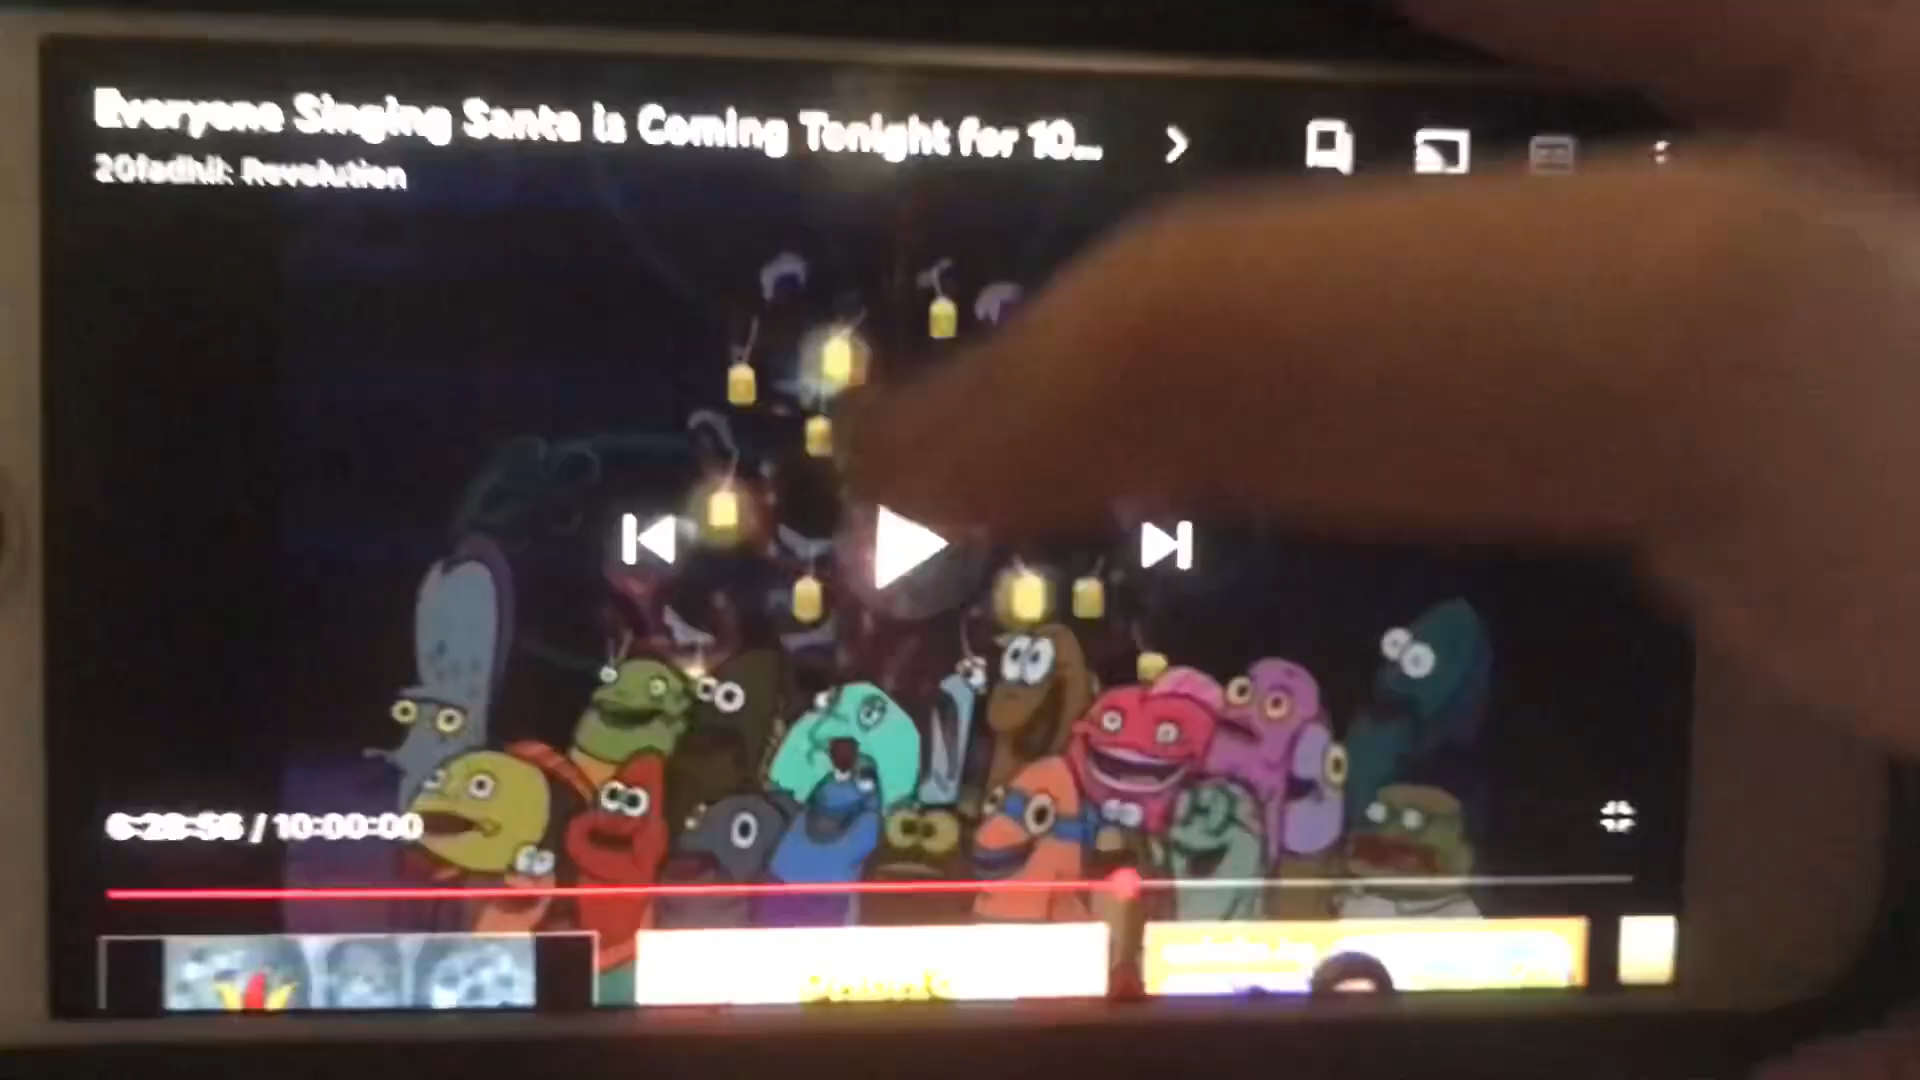 Everyone Singing Santa is Coming Tonight for 10...
20fadhil: Revolution
6:28:56 / 10:00:00